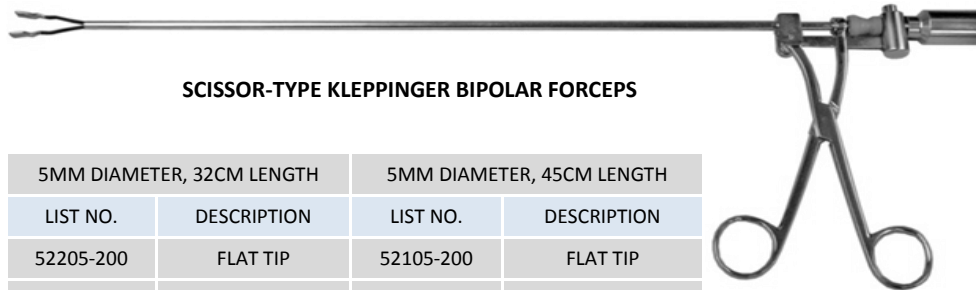 SCISSOR-TYPE KLEPPINGER BIPOLAR FORCEPS
5MM DIAMETER, 32CM LENGTH 5MM DIAMETER, 45CM LENGTH
LIST NO. DESCRIPTION LIST NO. DESCRIPTION
52205-200 FLAT TIP 52105-200 FLAT TIP